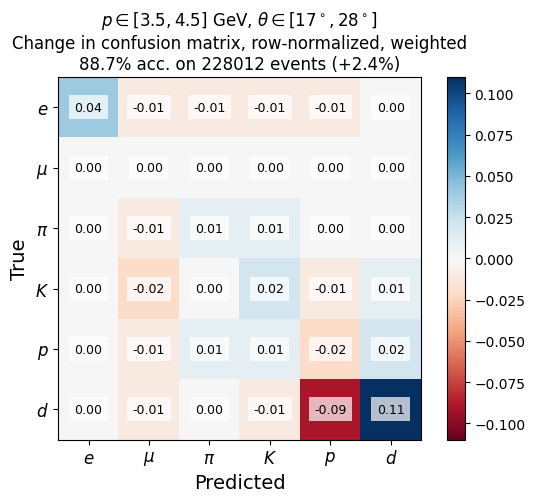 p ∈ [3.5, 4.5] GeV, θ ∈ [17°, 28°]
Change in confusion matrix, row-normalized, weighted
88.7% acc. on 228012 events (+2.4%)
e 0.04 -0.01 -0.01 -0.01 -0.01 0.00
μ 0.00 0.00 0.00 0.00 0.00 0.00
π 0.00 -0.01 0.01 0.01 0.00 0.00
K 0.00 -0.02 0.00 0.02 -0.01 0.01
p 0.00 -0.01 0.01 0.01 -0.02 0.02
d 0.00 -0.01 0.00 -0.01 -0.09 0.11
e μ π K p d
Predicted
True
0.100
0.075
0.050
0.025
0.000
−0.025
−0.050
−0.075
−0.100